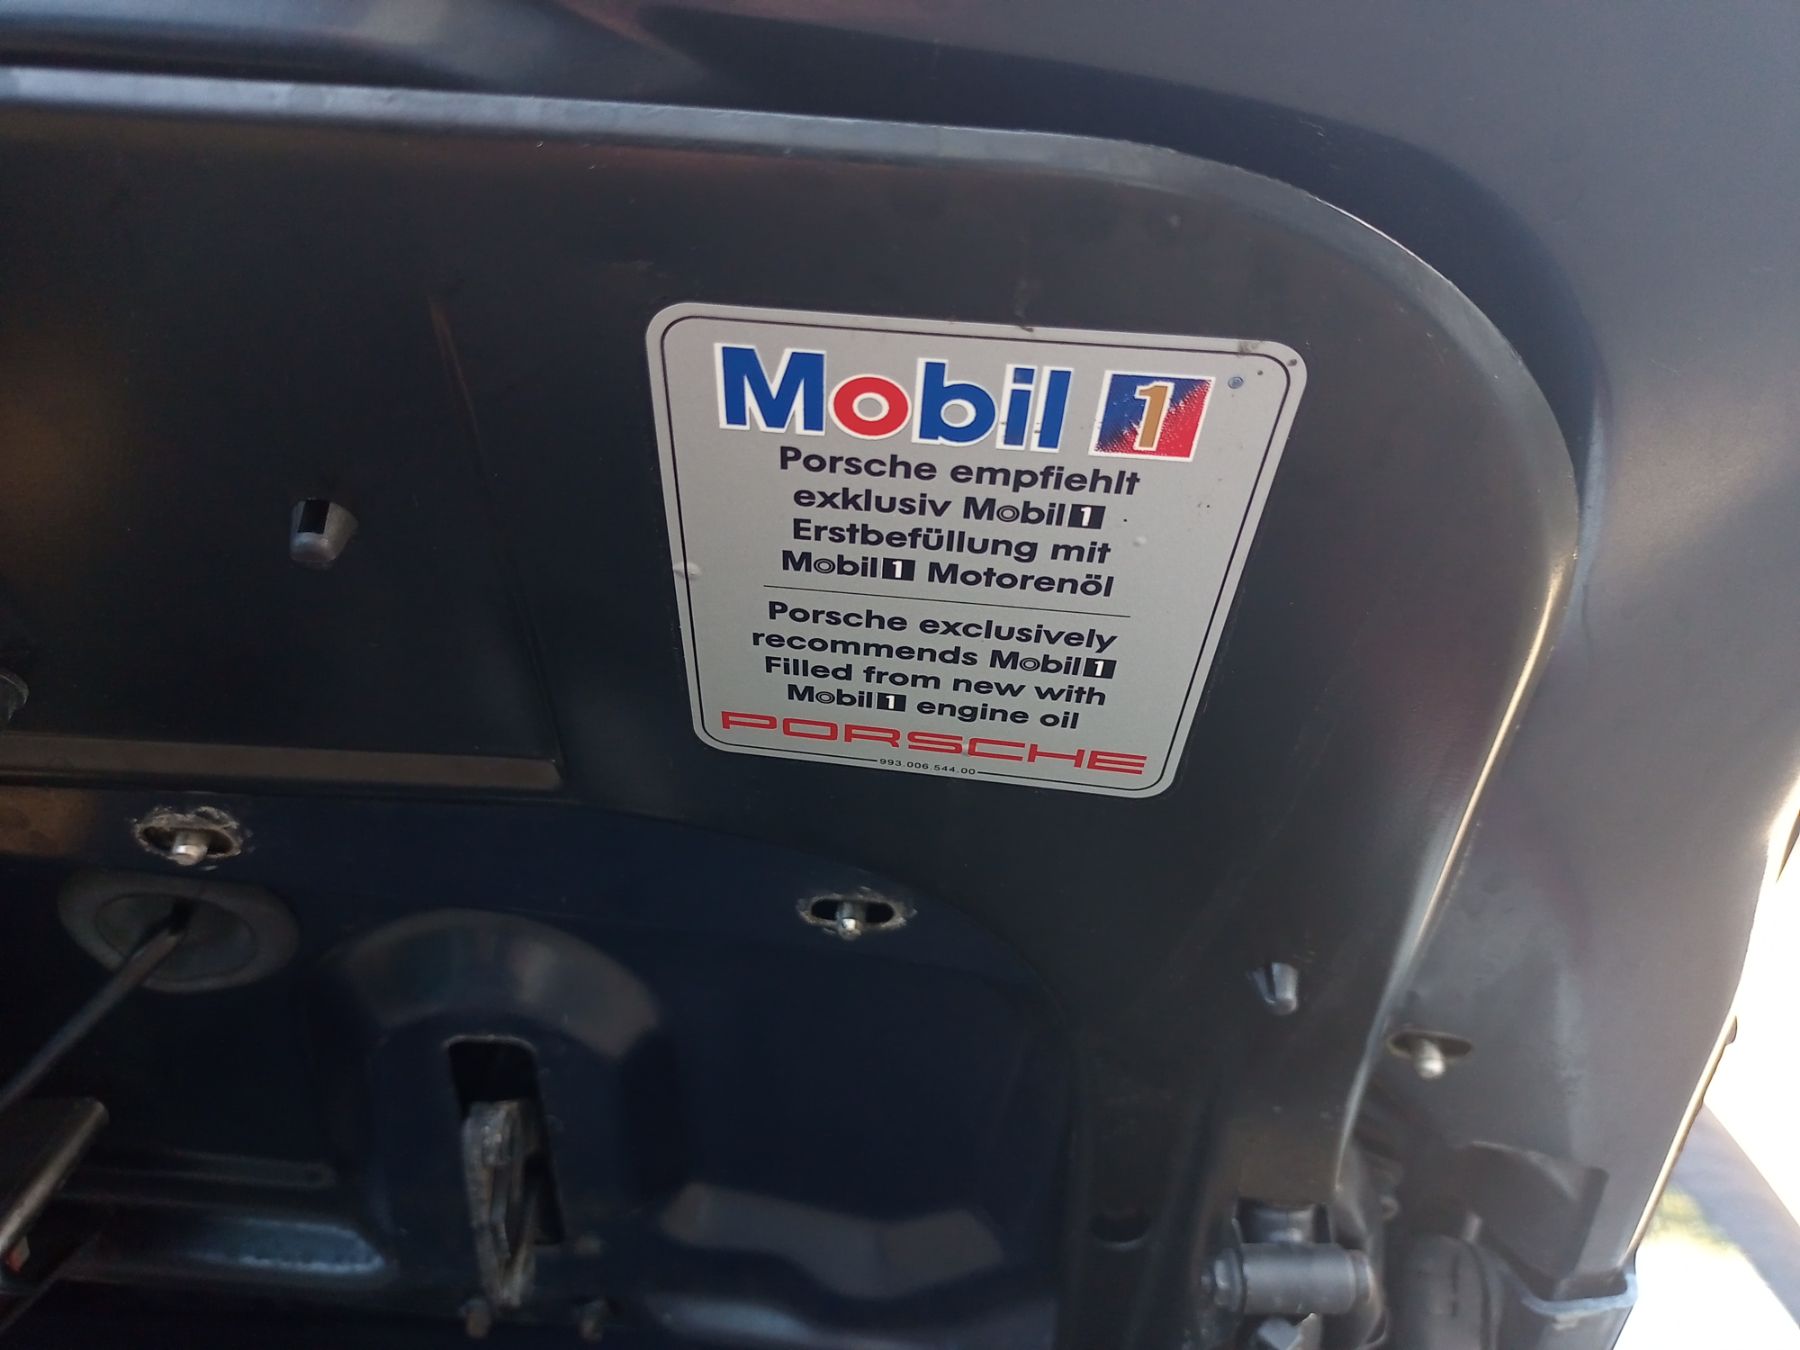 Mobil 1
Porsche empfiehlt
exklusiv Mobil 1
Erstbefüllung mit
Mobil 1 Motorenöl
Porsche exclusively
recommends Mobil 1
Filled from new with
Mobil 1 engine oil
PORSCHE
993.006.544.00